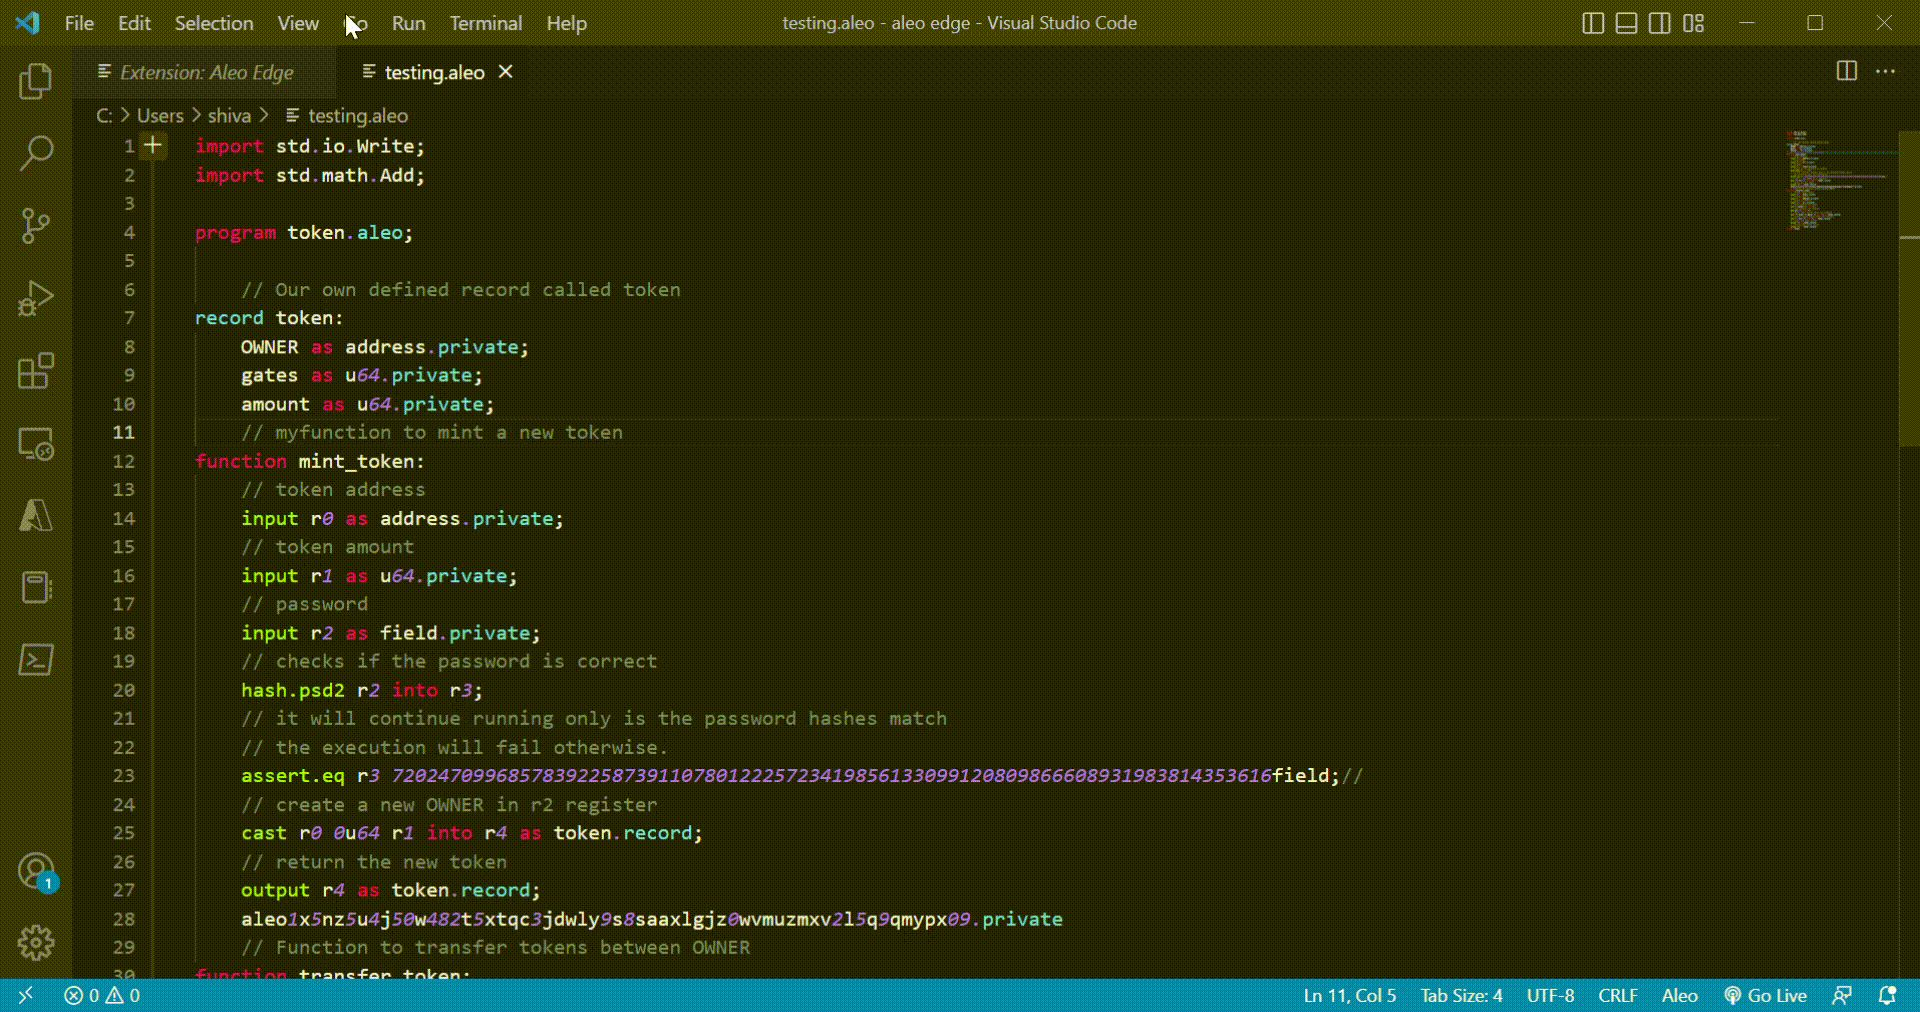 File Edit Selection View Go Run Terminal Help testing.aleo - aleo edge - Visual Studio Code
Extension: Aleo Edge testing.aleo
C: > Users > shiva > testing.aleo
1 import std.io.Write;
2 import std.math.Add;
3
4 program token.aleo;
5
6 // Our own defined record called token
7 record token:
8 OWNER as address.private;
9 gates as u64.private;
10 amount as u64.private;
11 // myfunction to mint a new token
12 function mint_token:
13 // token address
14 input r0 as address.private;
15 // token amount
16 input r1 as u64.private;
17 // password
18 input r2 as field.private;
19 // checks if the password is correct
20 hash.psd2 r2 into r3;
21 // it will continue running only is the password hashes match
22 // the execution will fail otherwise.
23 assert.eq r3 7202470996857839225873911078012225723419856133099120809866608931983814353616field;//
24 // create a new OWNER in r2 register
25 cast r0 0u64 r1 into r4 as token.record;
26 // return the new token
27 output r4 as token.record;
28 aleo1x5nz5u4j50w482t5xtqc3jdwly9s8saaxlgjz0wvmuzmxv2l5q9qmypx09.private
29 // Function to transfer tokens between OWNER
30 function transfer_token:
1
0 0 Ln 11, Col 5 Tab Size: 4 UTF-8 CRLF Aleo Go Live